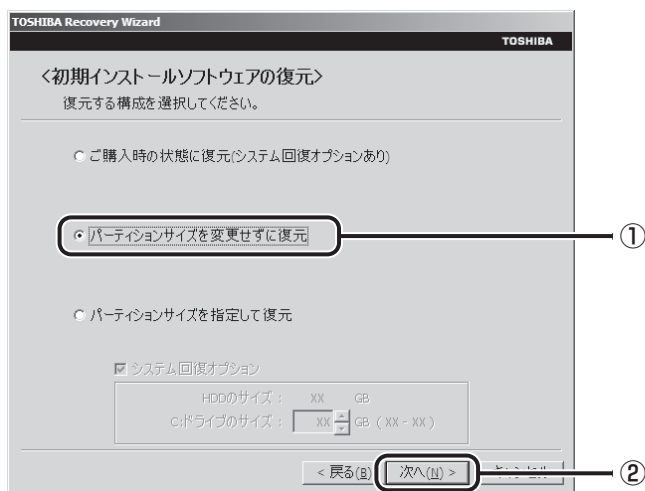 TOSHIBA Recovery Wizard
TOSHIBA
<初期インストールソフトウェアの復元>
復元する構成を選択してください。
ご購入時の状態に復元(システム回復オプションあり)
パーティションサイズを変更せずに復元
①
パーティションサイズを指定して復元
システム回復オプション
HDDのサイズ： XX GB
C:ドライブのサイズ： XX GB ( XX - XX )
< 戻る(B) 次へ(N) > キャンセル
②